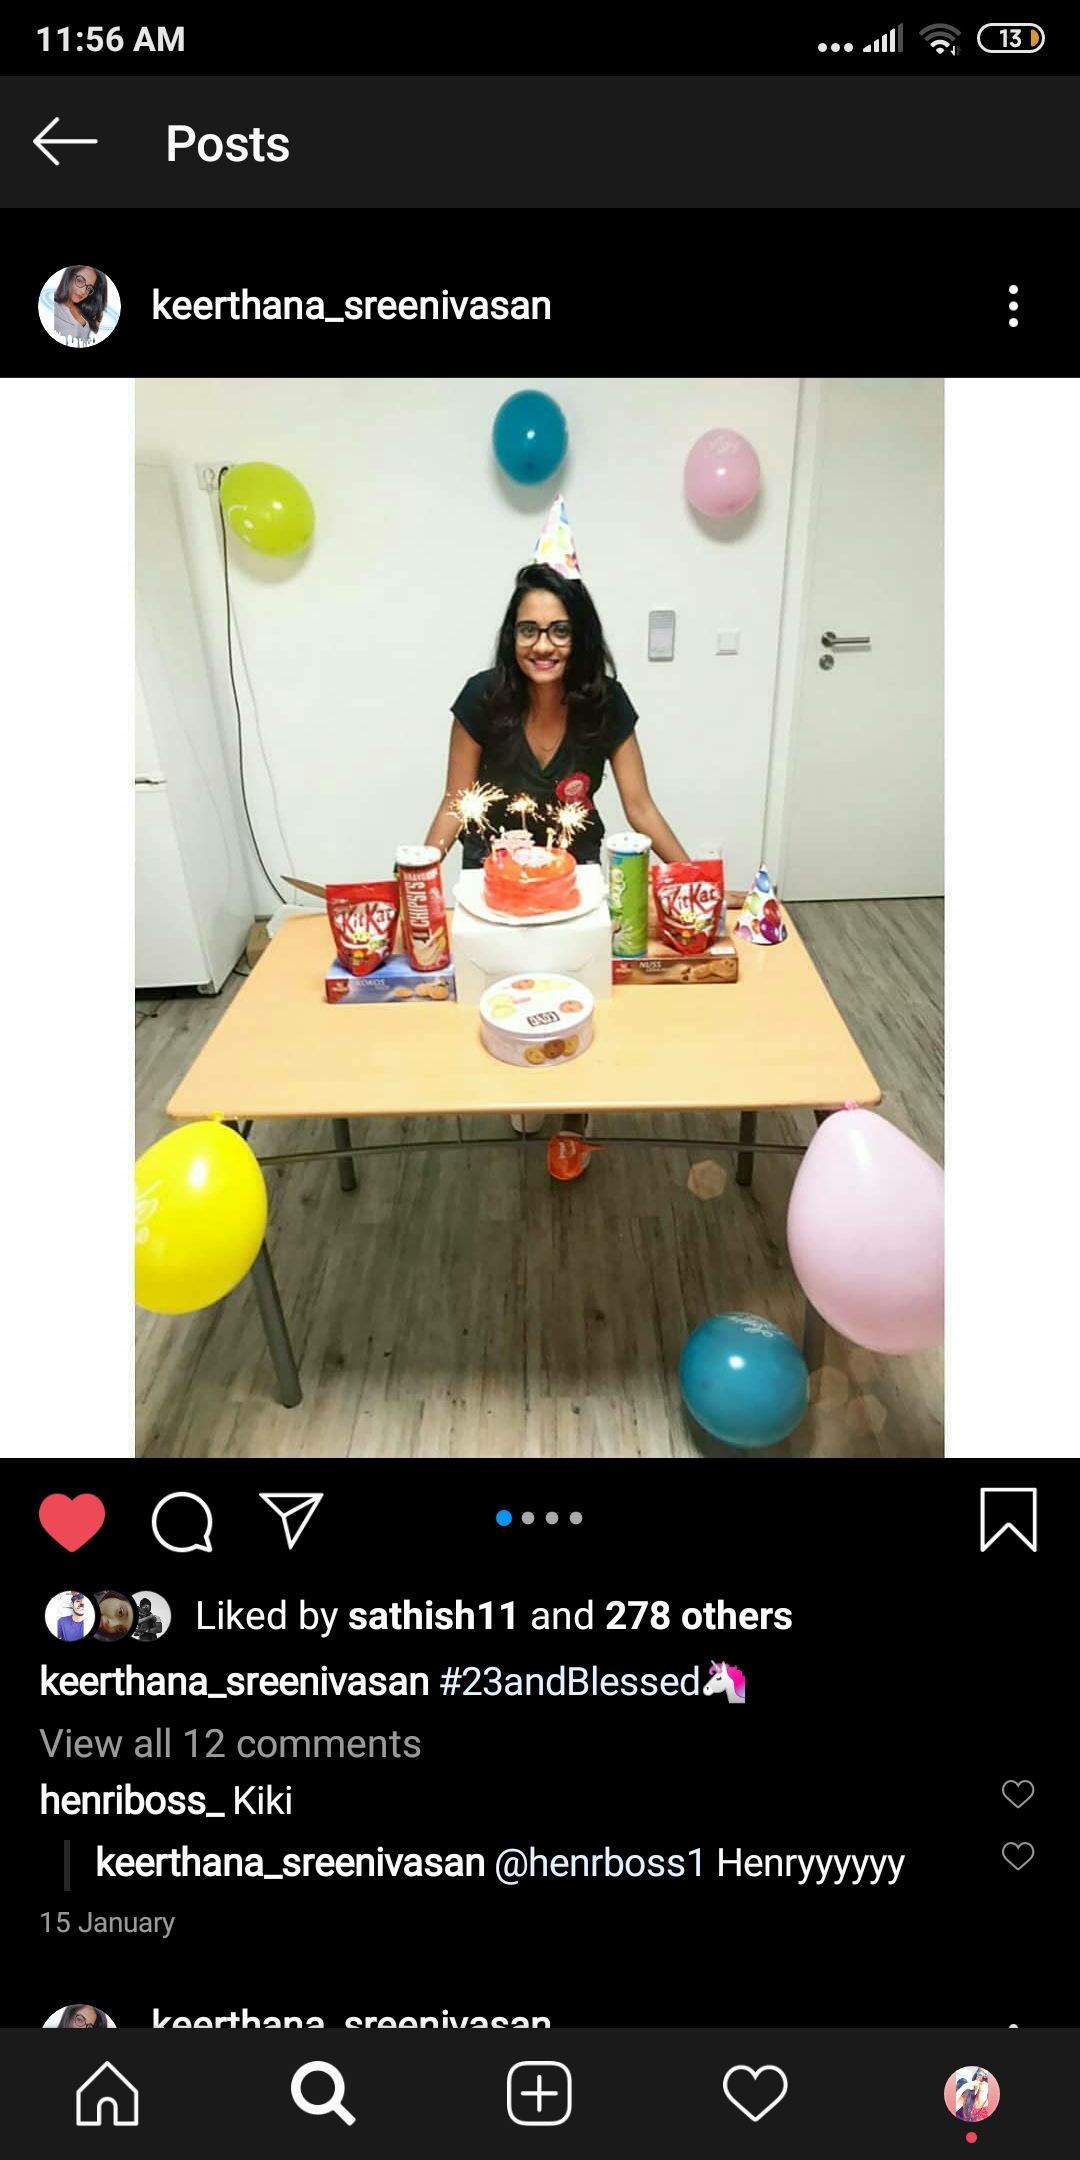 11:56 AM
13
Posts
keerthana_sreenivasan
KitKat
CHIPSIES
KitKat
KOKOS
NUSS
Liked by sathish11 and 278 others
keerthana_sreenivasan #23andBlessed🦄
View all 12 comments
henriboss_ Kiki
keerthana_sreenivasan @henrboss1 Henryyyyyy
15 January
keerthana_sreenivasan